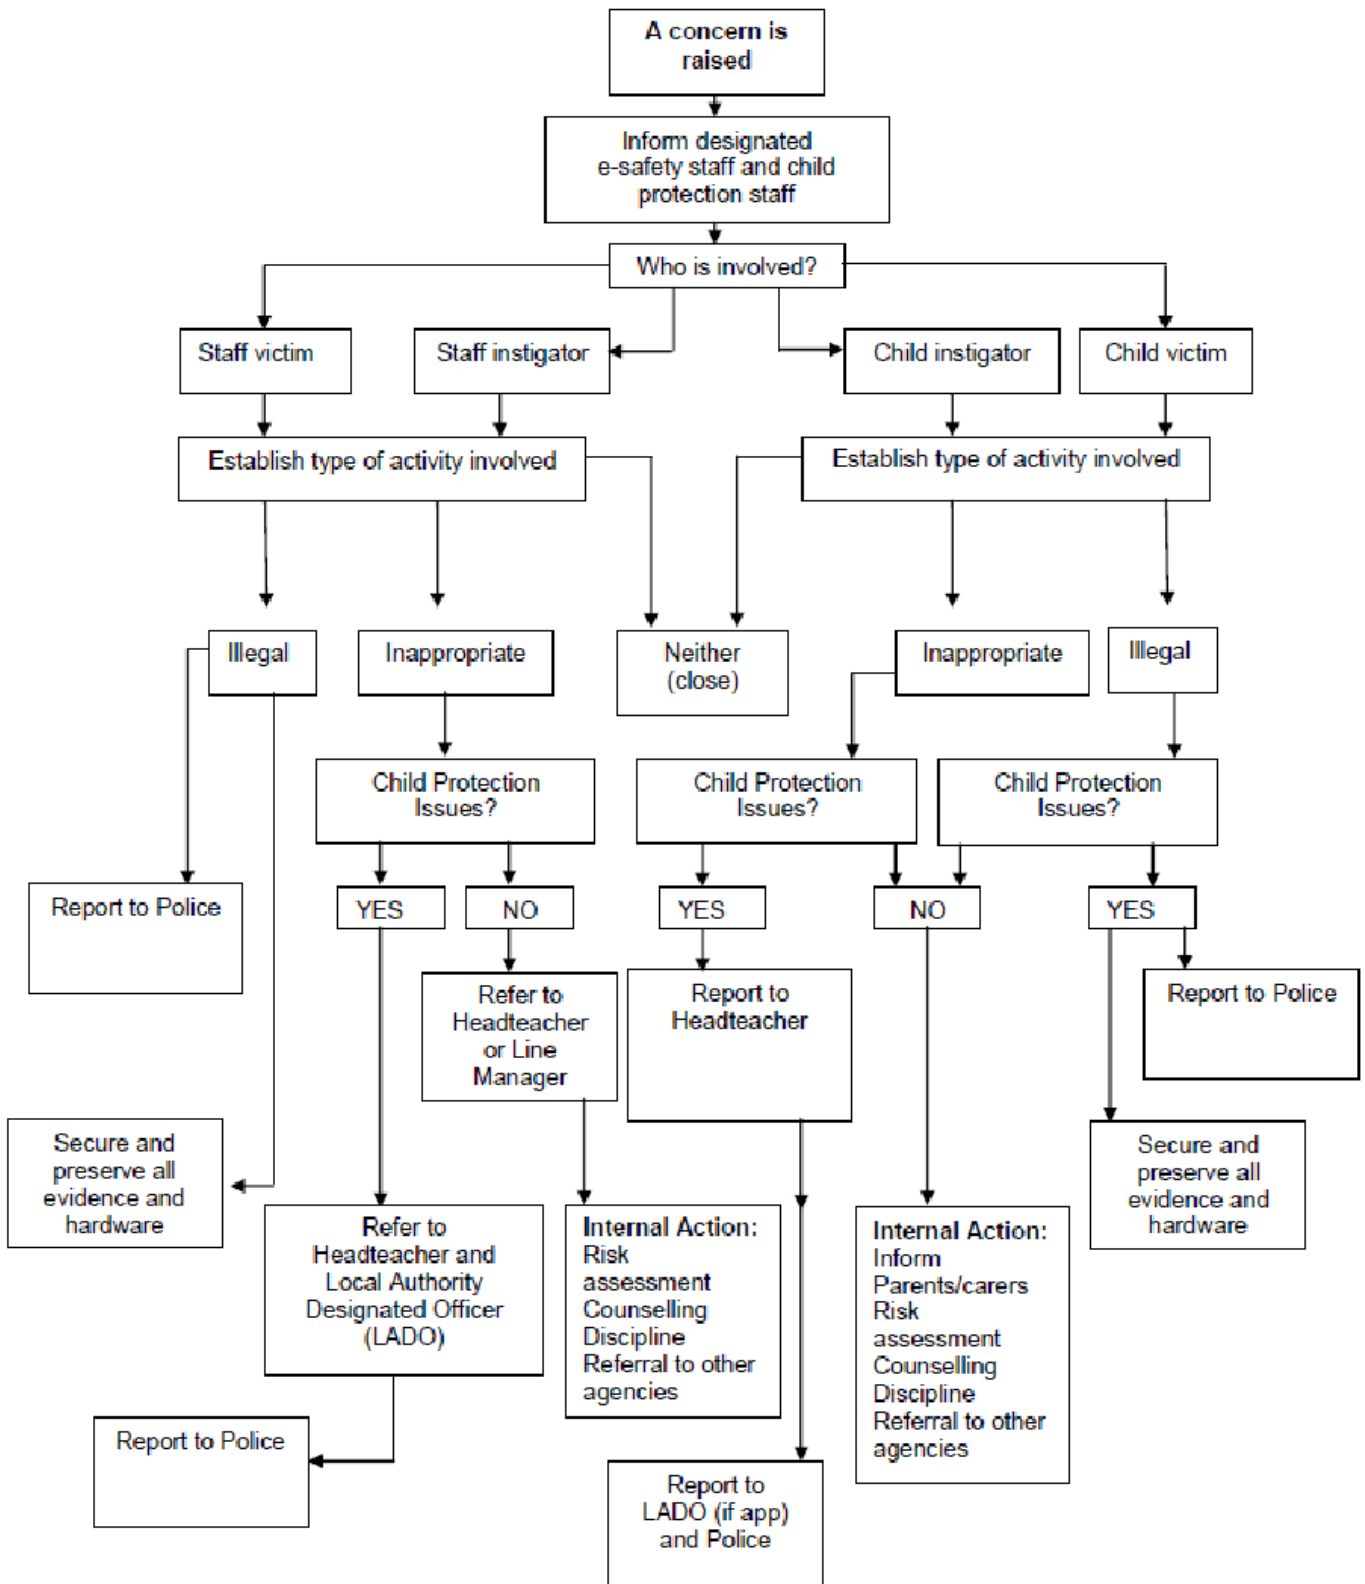 A concern is
raised
Inform designated
e-safety staff and child
protection staff
Who is involved?
Staff victim
Staff instigator
Child instigator
Child victim
Establish type of activity involved
Establish type of activity involved
Illegal
Inappropriate
Neither
(close)
Inappropriate
Illegal
Child Protection
Issues?
Child Protection
Issues?
Child Protection
Issues?
Report to Police
YES
NO
YES
NO
YES
Refer to
Headteacher
or Line
Manager
Report to
Headteacher
Report to Police
Secure and
preserve all
evidence and
hardware
Secure and
preserve all
evidence and
hardware
Refer to
Headteacher and
Local Authority
Designated Officer
(LADO)
Internal Action:
Risk
assessment
Counselling
Discipline
Referral to other
agencies
Internal Action:
Inform
Parents/carers
Risk
assessment
Counselling
Discipline
Referral to other
agencies
Report to Police
Report to
LADO (if app)
and Police